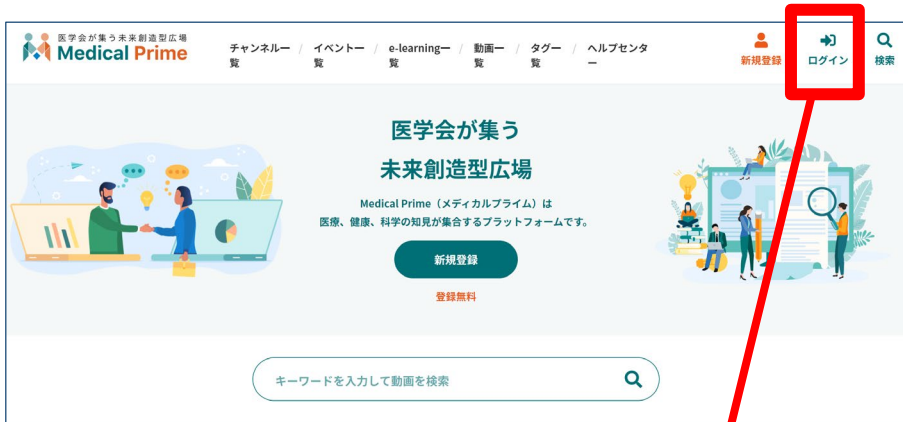 医学会が集う未来創造型広場
Medical Prime
チャンネル一覧 / イベント一覧 / e-learning一覧 / 動画一覧 / タグ一覧 / ヘルプセンター
新規登録
ログイン
検索
医学会が集う
未来創造型広場
Medical Prime（メディカルプライム）は
医療、健康、科学の知見が集合するプラットフォームです。
新規登録
登録無料
キーワードを入力して動画を検索